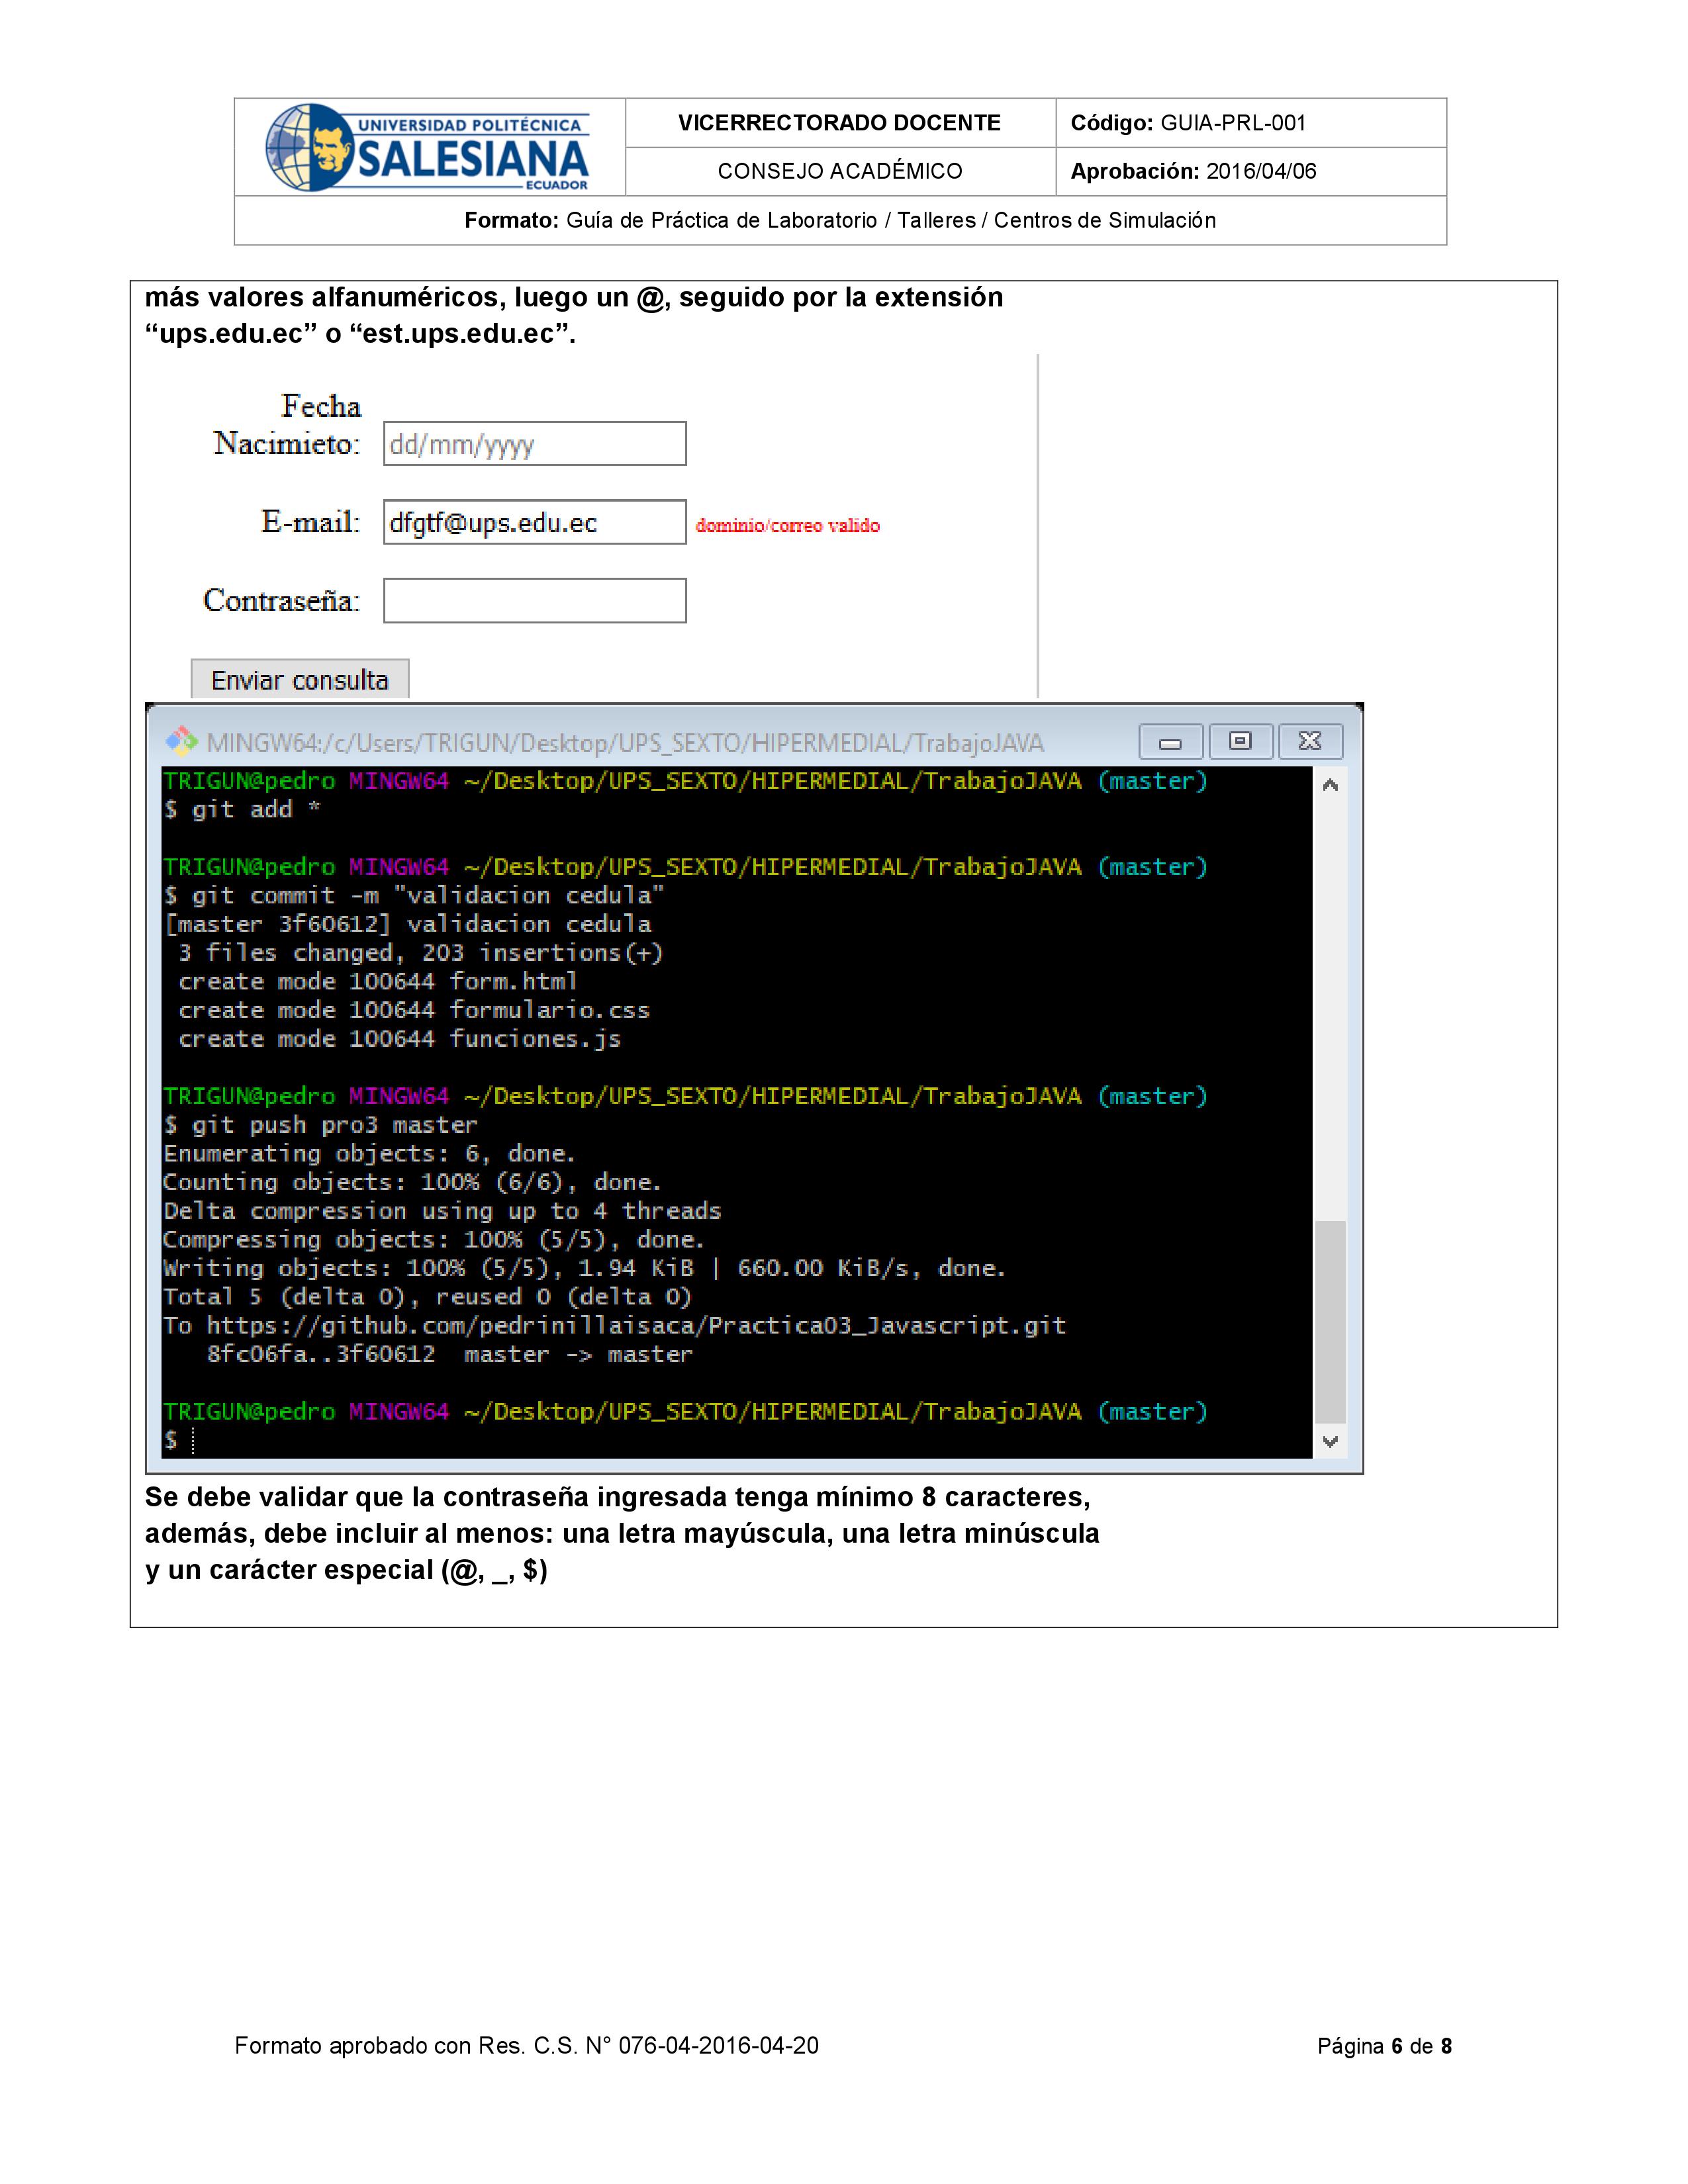 UNIVERSIDAD POLITÉCNICA
SALESIANA
ECUADOR
VICERRECTORADO DOCENTE
Código: GUIA-PRL-001
CONSEJO ACADÉMICO
Aprobación: 2016/04/06
Formato: Guía de Práctica de Laboratorio / Talleres / Centros de Simulación
más valores alfanuméricos, luego un @, seguido por la extensión
“ups.edu.ec” o “est.ups.edu.ec”.
Fecha
Nacimieto: dd/mm/yyyy
E-mail: dfgtf@ups.edu.ec dominio/correo valido
Contraseña:
Enviar consulta
MINGW64:/c/Users/TRIGUN/Desktop/UPS_SEXTO/HIPERMEDIAL/TrabajoJAVA
TRIGUN@pedro MINGW64 ~/Desktop/UPS_SEXTO/HIPERMEDIAL/TrabajoJAVA (master)
$ git add *
TRIGUN@pedro MINGW64 ~/Desktop/UPS_SEXTO/HIPERMEDIAL/TrabajoJAVA (master)
$ git commit -m "validacion cedula"
[master 3f60612] validacion cedula
3 files changed, 203 insertions(+)
create mode 100644 form.html
create mode 100644 formulario.css
create mode 100644 funciones.js
TRIGUN@pedro MINGW64 ~/Desktop/UPS_SEXTO/HIPERMEDIAL/TrabajoJAVA (master)
$ git push pro3 master
Enumerating objects: 6, done.
Counting objects: 100% (6/6), done.
Delta compression using up to 4 threads
Compressing objects: 100% (5/5), done.
Writing objects: 100% (5/5), 1.94 KiB | 660.00 KiB/s, done.
Total 5 (delta 0), reused 0 (delta 0)
To https://github.com/pedrinillaisaca/Practica03_Javascript.git
8fc06fa..3f60612  master -> master
TRIGUN@pedro MINGW64 ~/Desktop/UPS_SEXTO/HIPERMEDIAL/TrabajoJAVA (master)
$
Se debe validar que la contraseña ingresada tenga mínimo 8 caracteres,
además, debe incluir al menos: una letra mayúscula, una letra minúscula
y un carácter especial (@, _, $)
Formato aprobado con Res. C.S. N° 076-04-2016-04-20
Página 6 de 8